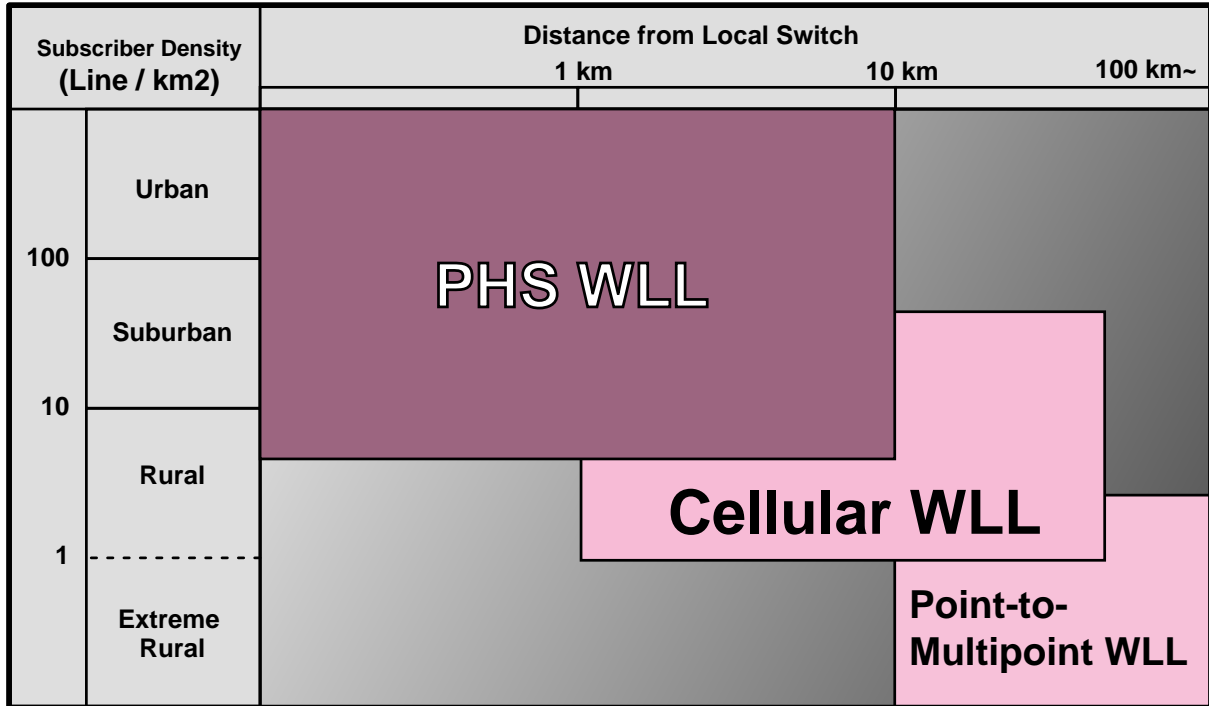 Subscriber Density
(Line / km2)
Distance from Local Switch
1 km
10 km
100 km~
Urban
100
PHS WLL
Suburban
10
Rural
Cellular WLL
1
Extreme
Rural
Point-to-
Multipoint WLL